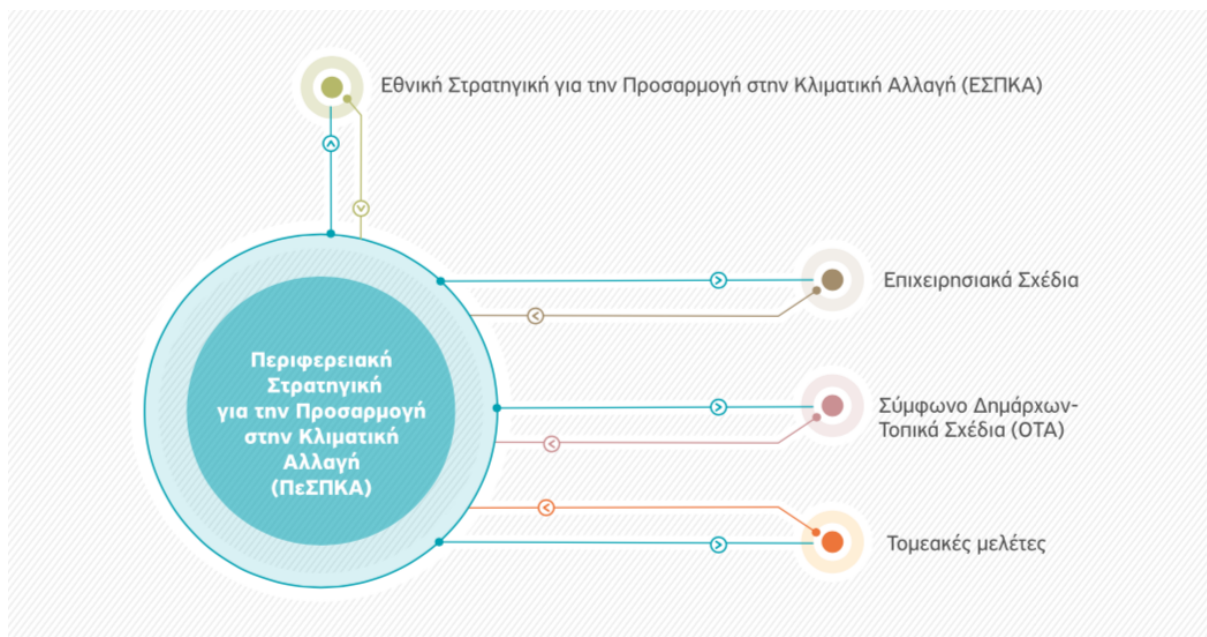 Εθνική Στρατηγική για την Προσαρμογή στην Κλιματική Αλλαγή (ΕΣΠΚΑ)
Επιχειρησιακά Σχέδια
Περιφερειακή
Στρατηγική
για την Προσαρμογή
στην Κλιματική
Αλλαγή
(ΠεΣΠΚΑ)
Σύμφωνο Δημάρχων-
Τοπικά Σχέδια (ΟΤΑ)
Τομεακές μελέτες